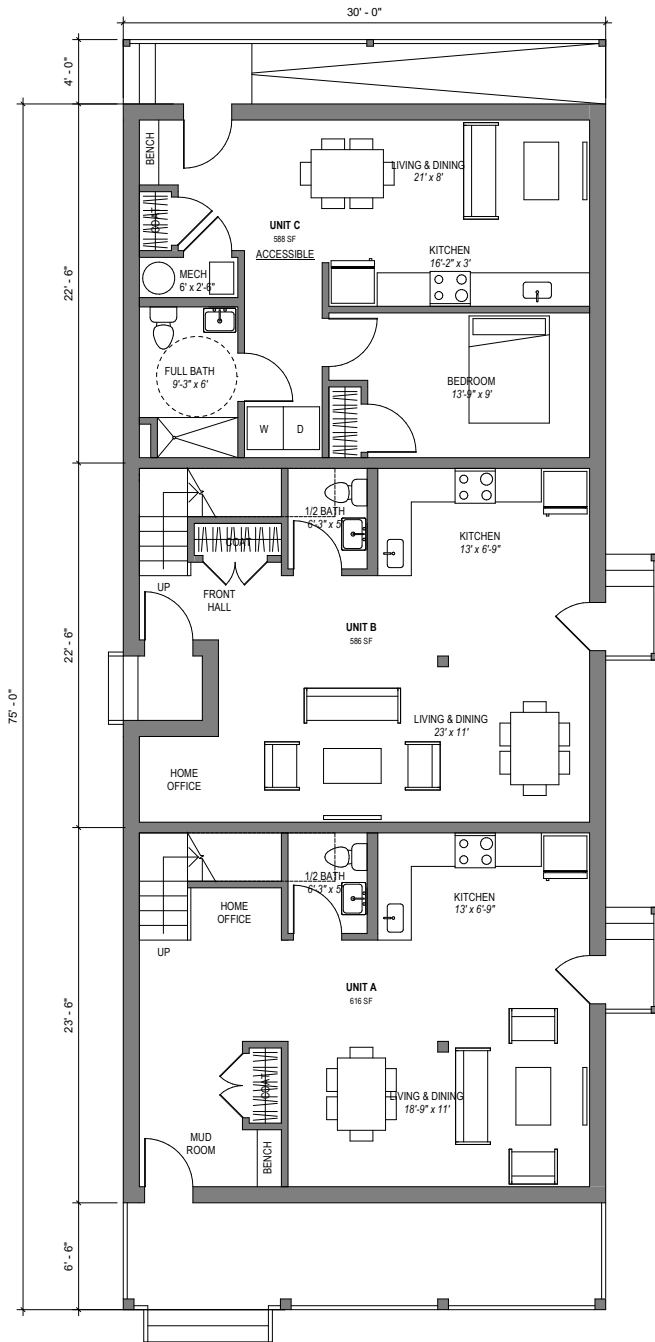 30' - 0"
4' - 0"
BENCH
LIVING & DINING
21' x 8'
COAT
UNIT C
588 SF
ACCESSIBLE
KITCHEN
16'-2" x 3'
MECH
6' x 2'-6"
22' - 6"
FULL BATH
9'-3" x 6'
BEDROOM
13'-9" x 9'
W
D
1/2 BATH
6'-3" x 5'
COAT
KITCHEN
13' x 6'-9"
UP
FRONT
HALL
UNIT B
586 SF
22' - 6"
75' - 0"
LIVING & DINING
23' x 11'
HOME
OFFICE
1/2 BATH
6'-3" x 5'
KITCHEN
13' x 6'-9"
HOME
OFFICE
UP
UNIT A
616 SF
23' - 6"
COAT
LIVING & DINING
18'-9" x 11'
MUD
ROOM
BENCH
6' - 6"